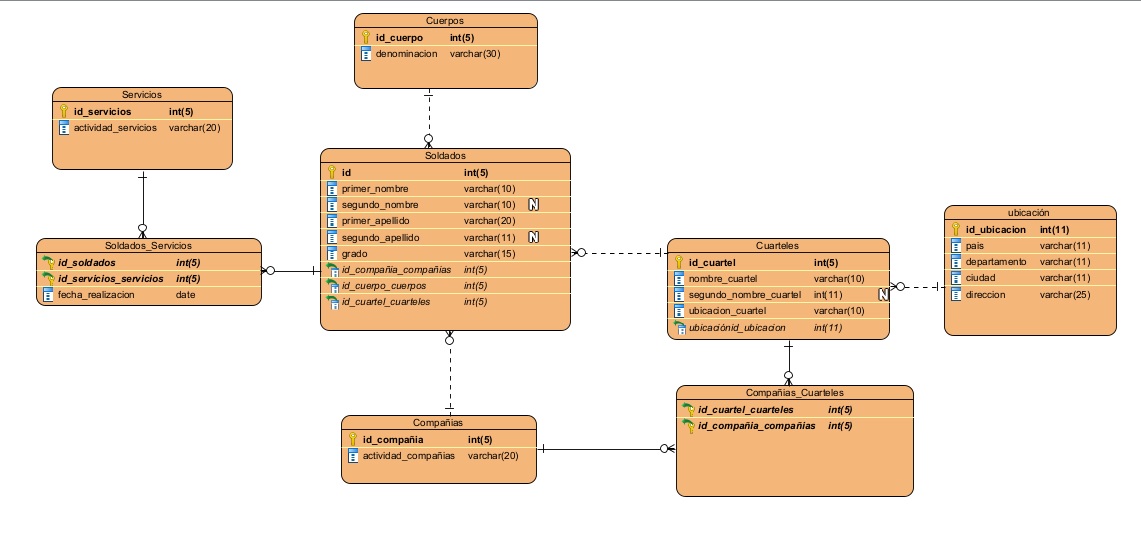 Cuerpos
id_cuerpo int(5)
denominacion varchar(30)
Servicios
id_servicios int(5)
actividad_servicios varchar(20)
Soldados
id int(5)
primer_nombre varchar(10)
segundo_nombre varchar(10) N
primer_apellido varchar(20)
segundo_apellido varchar(11) N
grado varchar(15)
id_compañia_compañias int(5)
id_cuerpo_cuerpos int(5)
id_cuartel_cuarteles int(5)
Soldados_Servicios
id_soldados int(5)
id_servicios_servicios int(5)
fecha_realizacion date
Cuarteles
id_cuartel int(5)
nombre_cuartel varchar(10)
segundo_nombre_cuartel int(11) N
ubicacion_cuartel varchar(10)
ubicaciónid_ubicacion int(11)
ubicación
id_ubicacion int(11)
pais varchar(11)
departamento varchar(11)
ciudad varchar(11)
direccion varchar(25)
Compañias
id_compañia int(5)
actividad_compañias varchar(20)
Compañias_Cuarteles
id_cuartel_cuarteles int(5)
id_compañia_compañias int(5)